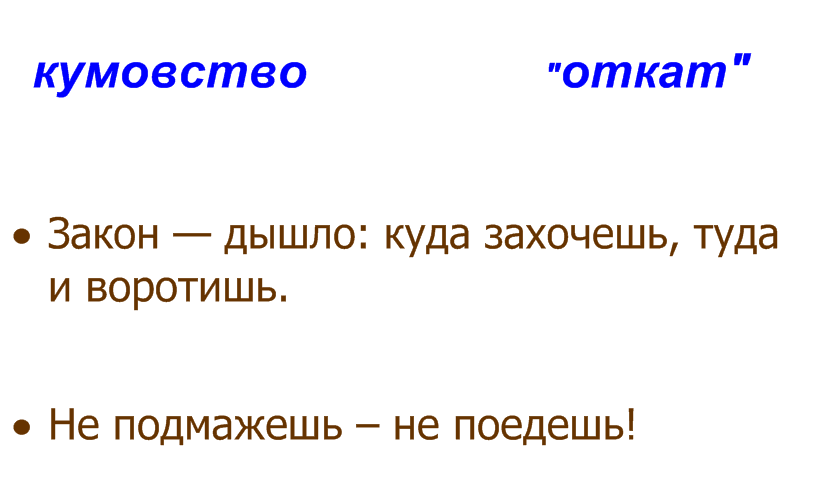 кумовство "откат"
• Закон — дышло: куда захочешь, туда
и воротишь.
• Не подмажешь – не поедешь!